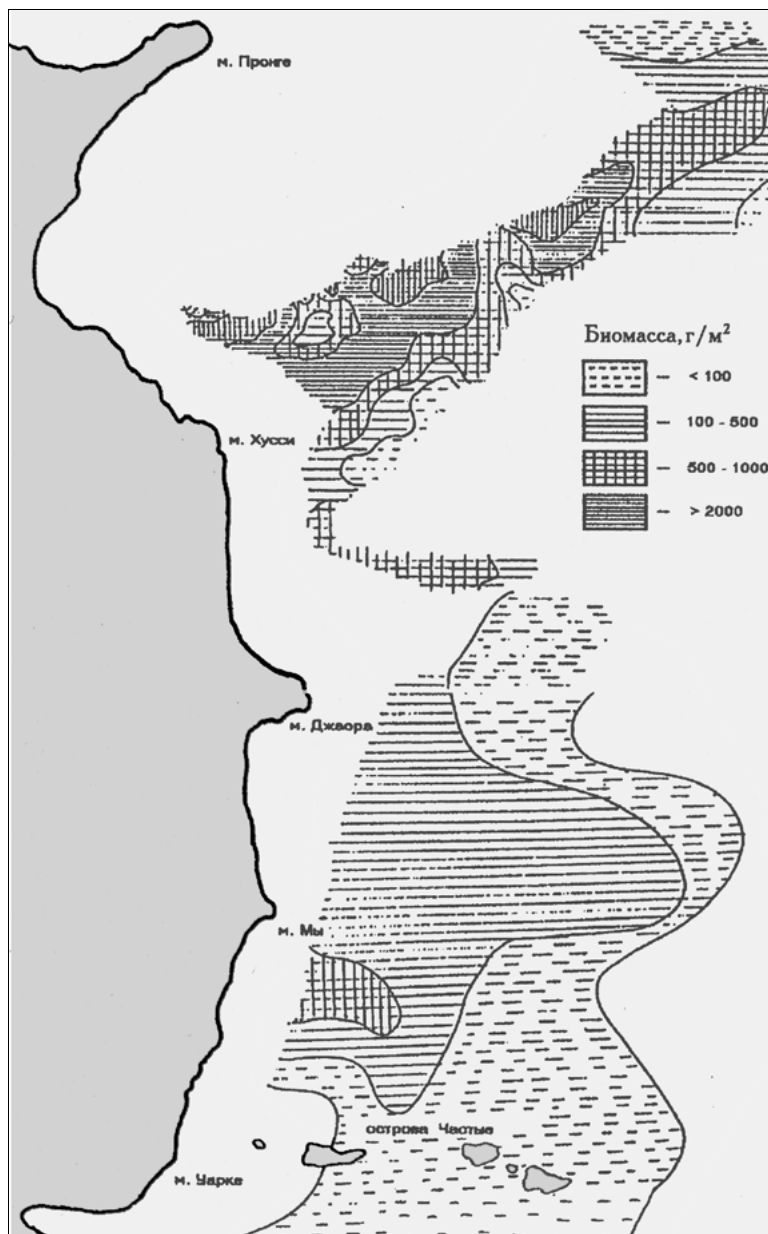 м. Пронге
Биомасса, г/м²
– < 100
– 100 - 500
– 500 - 1000
– > 2000
м. Хусси
м. Джаора
м. Мы
острова Частые
м. Уарке